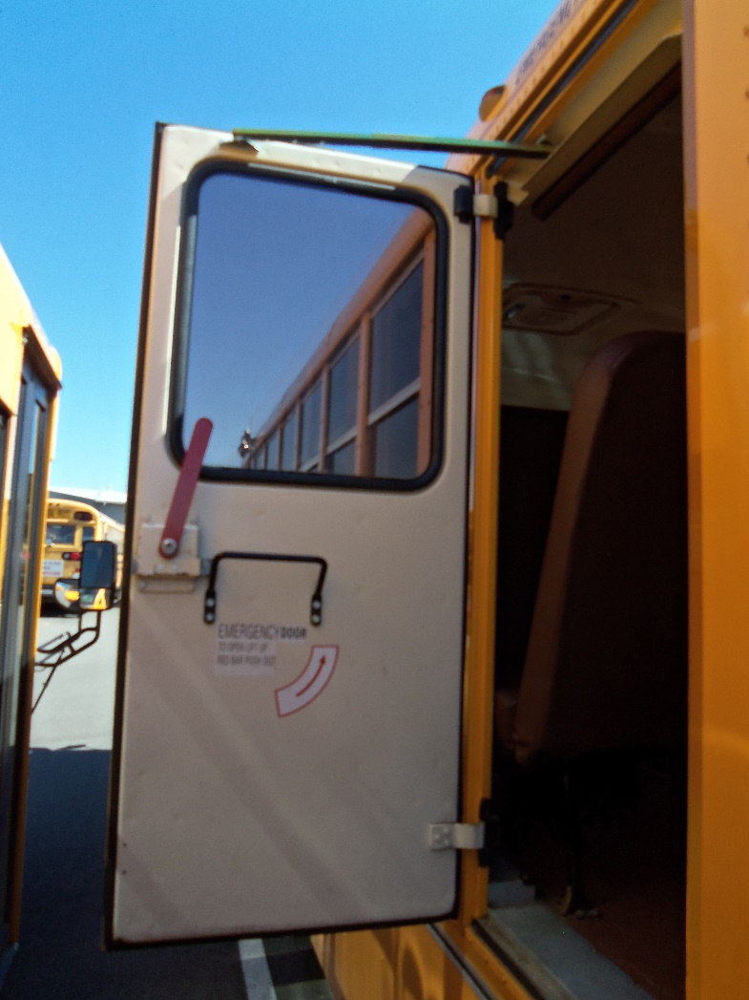 EMERGENCY DOOR
TO OPEN LIFT UP
RED BAR PUSH OUT